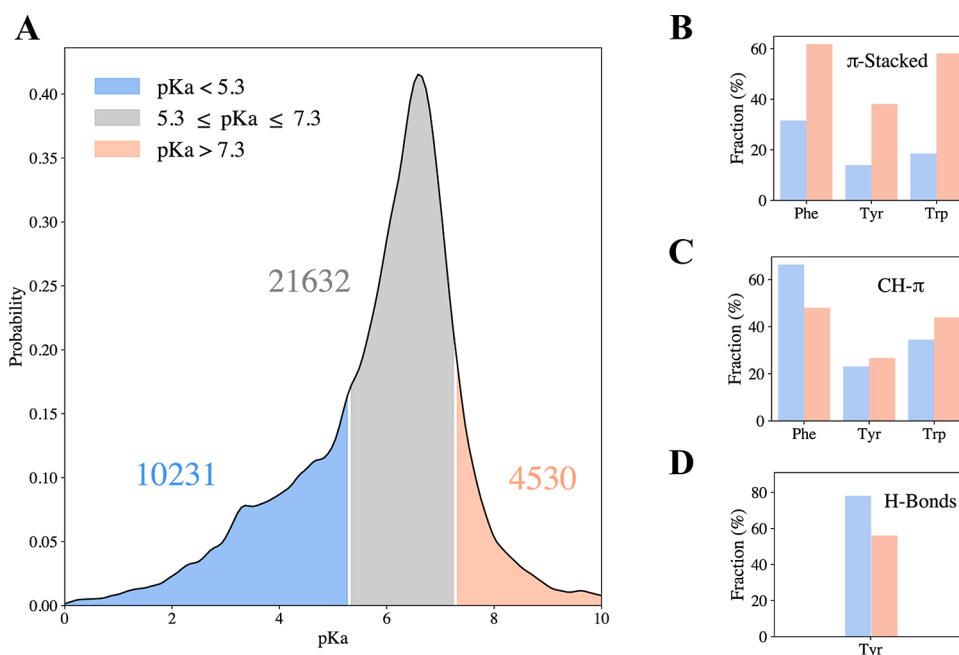 A
pKa < 5.3
5.3 ≤ pKa ≤ 7.3
pKa > 7.3
0.40
0.35
0.30
0.25
0.20
0.15
0.10
0.05
0.00
Probability
21632
10231
4530
0 2 4 6 8 10
pKa
B
π-Stacked
Fraction (%)
60
40
20
0
Phe Tyr Trp
C
CH-π
Fraction (%)
60
40
20
0
Phe Tyr Trp
D
H-Bonds
Fraction (%)
80
60
40
20
0
Tyr